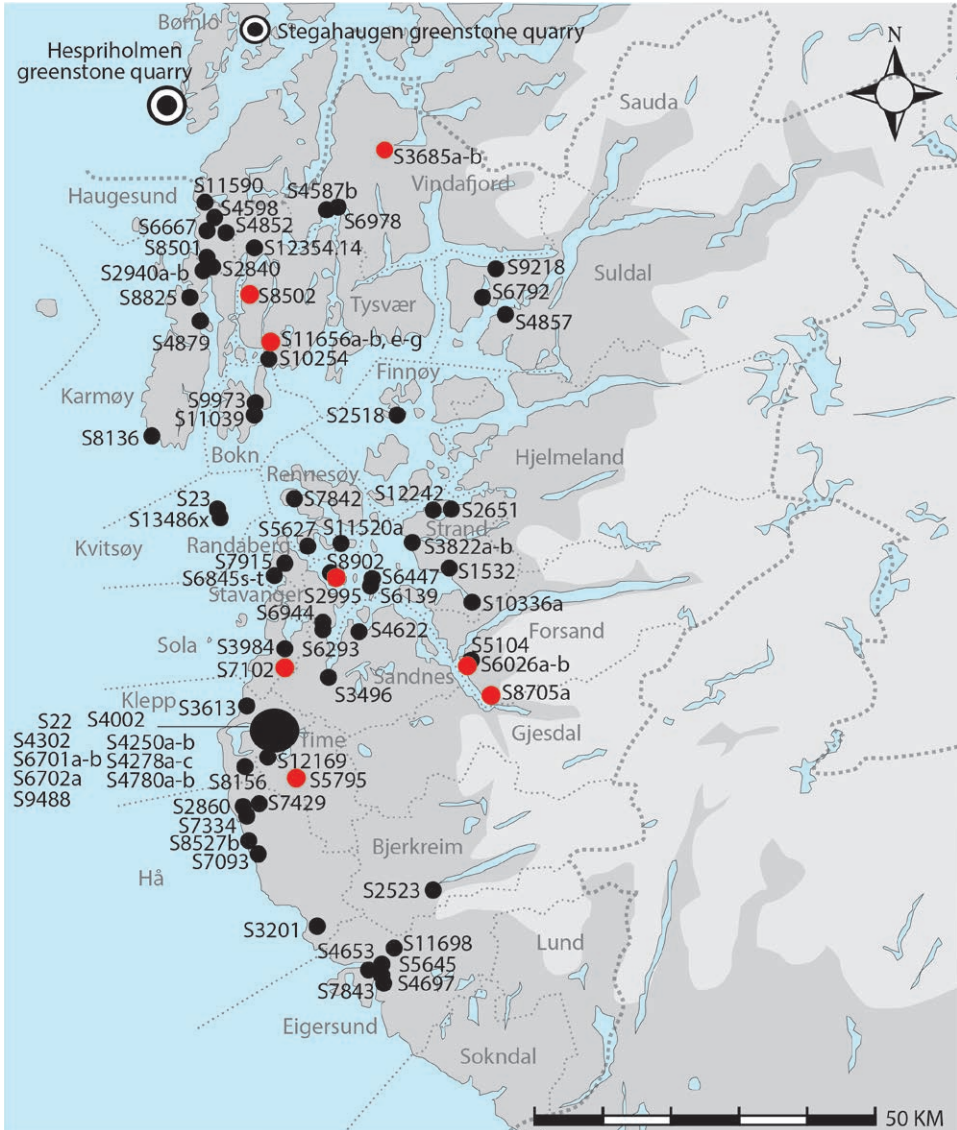 Bømlo
Stegahaugen greenstone quarry
Hespriholmen
greenstone quarry
N
Sauda
S3685a-b
Vindafjord
Haugesund
S11590
S4587b
S4598
S6978
S6667
S4852
S8501
S12354,14
S2940a-b
S2840
S9218
Suldal
S8825
S8502
Tysvær
S6792
S4857
S4879
S11656a-b, e-g
S10254
Finnøy
Karmøy
S9973
S11039
S2518
S8136
Bokn
Hjelmeland
Rennesøy
S23
S7842
S12242
S2651
S13486x
S5627
S11520a
Strand
Kvitsøy
Randaberg
S3822a-b
S7915
S8902
S1532
S6845s-t
S6447
Stavanger
S2995
S6139
S10336a
S6944
S4622
Forsand
Sola
S3984
S6293
S5104
S7102
Sandnes
S6026a-b
S3496
S8705a
Klepp
S3613
Gjesdal
S22
S4002
Time
S4302
S4250a-b
S6701a-b
S4278a-c
S12169
S6702a
S4780a-b
S8156
S5795
S9488
S2860
S7429
S7334
S8527b
S7093
Bjerkreim
Hå
S2523
S3201
S11698
Lund
S4653
S5645
S7843
S4697
Eigersund
Sokndal
50 KM